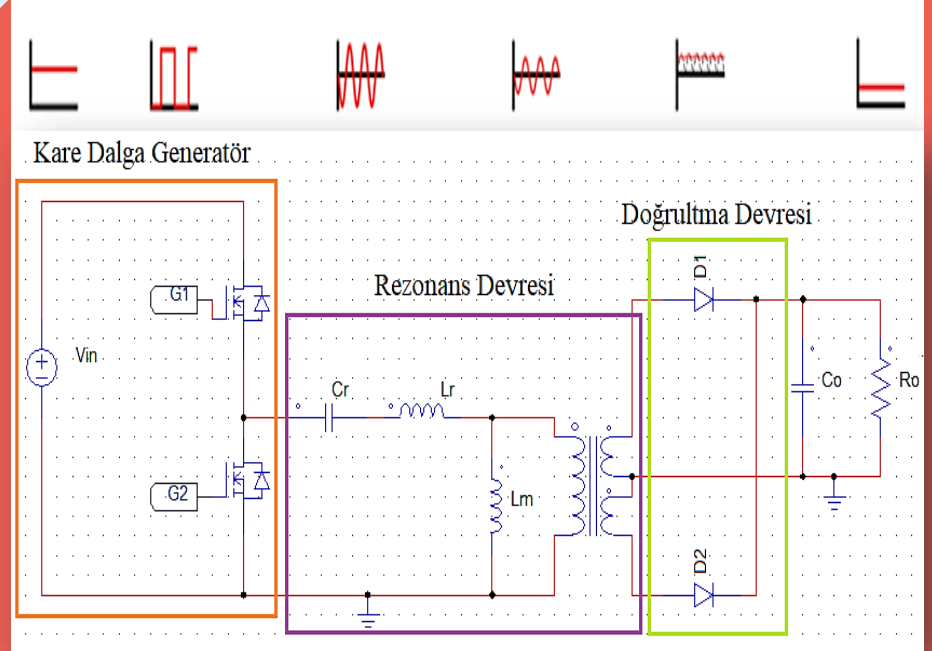 Kare Dalga Generatör
Doğrultma Devresi
Rezonans Devresi
D1
G1
Vin
Cr
Lr
Co
Ro
G2
Lm
D2